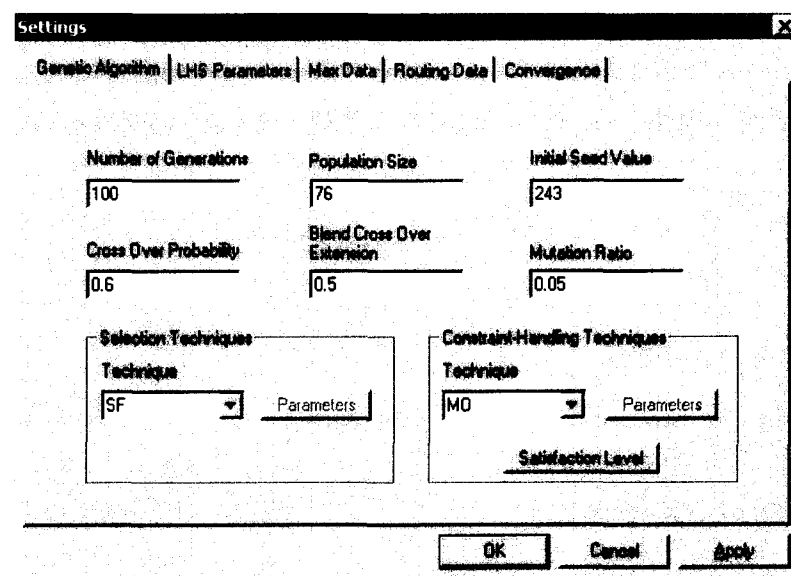 Settings
Genetic Algorithm LHS Parameters Max Data Routing Data Convergence
Number of Generations Population Size Initial Seed Value
100 76 243
Cross Over Probability Blend Cross Over Extension Mutation Ratio
0.6 0.5 0.05
Selection Techniques Constraint-Handling Techniques
Technique Technique
SF Parameters MO Parameters
Satisfaction Level
OK Cancel Apply